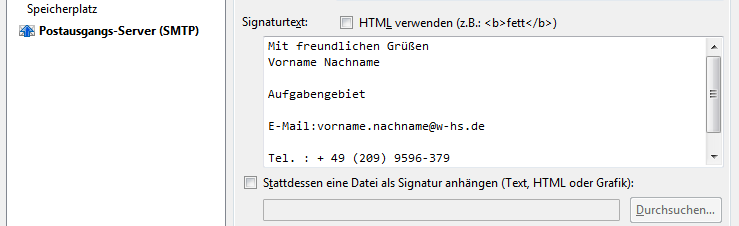 Speicherplatz
Postausgangs-Server (SMTP)
Signaturtext:
HTML verwenden (z.B.: <b>fett</b>)
Mit freundlichen Grüßen
Vorname Nachname
Aufgabengebiet
E-Mail:vorname.nachname@w-hs.de
Tel. : + 49 (209) 9596-379
Stattdessen eine Datei als Signatur anhängen (Text, HTML oder Grafik):
Durchsuchen...